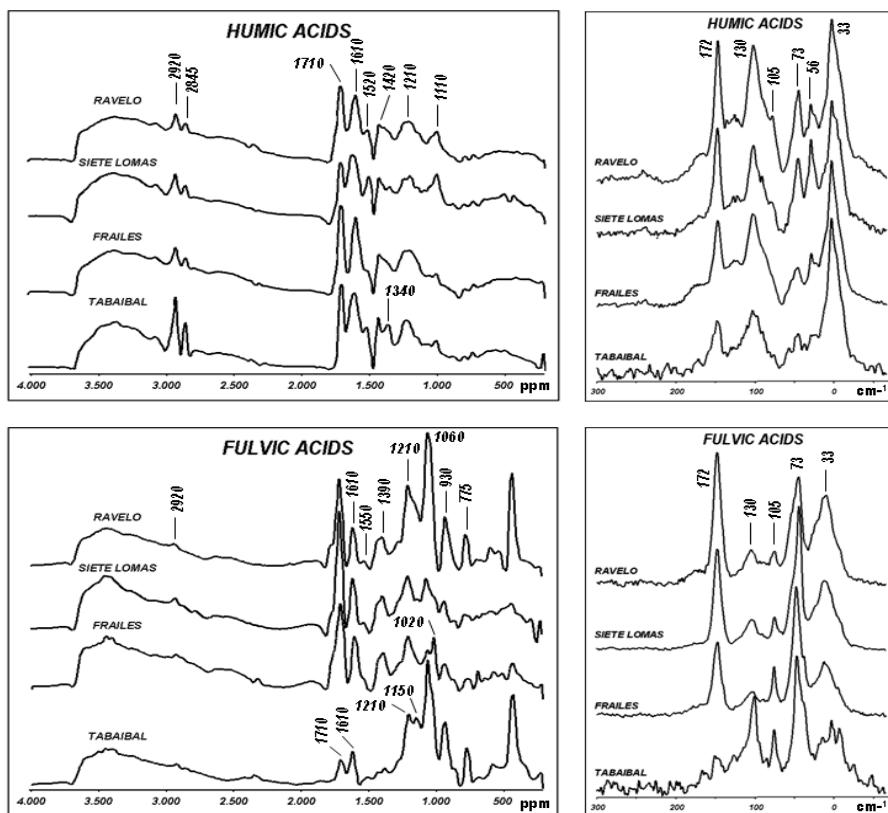 HUMIC ACIDS
2920
2845
1710
1610
1520
1420
1210
1110
RAVELO
SIETE LOMAS
FRAILES
1340
TABAIBAL
4.000 3.000 2.500 2.000 1.500 1.000 500 ppm
HUMIC ACIDS
172
130
105
73
56
33
RAVELO
SIETE LOMAS
FRAILES
TABAIBAL
300 200 100 0 cm-1
FULVIC ACIDS
2920
1610
1550
1390
1210
1060
930
775
RAVELO
SIETE LOMAS
FRAILES
1020
1710
1610
1210
1150
TABAIBAL
4.000 3.000 2.500 2.000 1.500 1.000 500 ppm
FULVIC ACIDS
172
130
105
73
33
RAVELO
SIETE LOMAS
FRAILES
TABAIBAL
300 200 100 0 cm-1